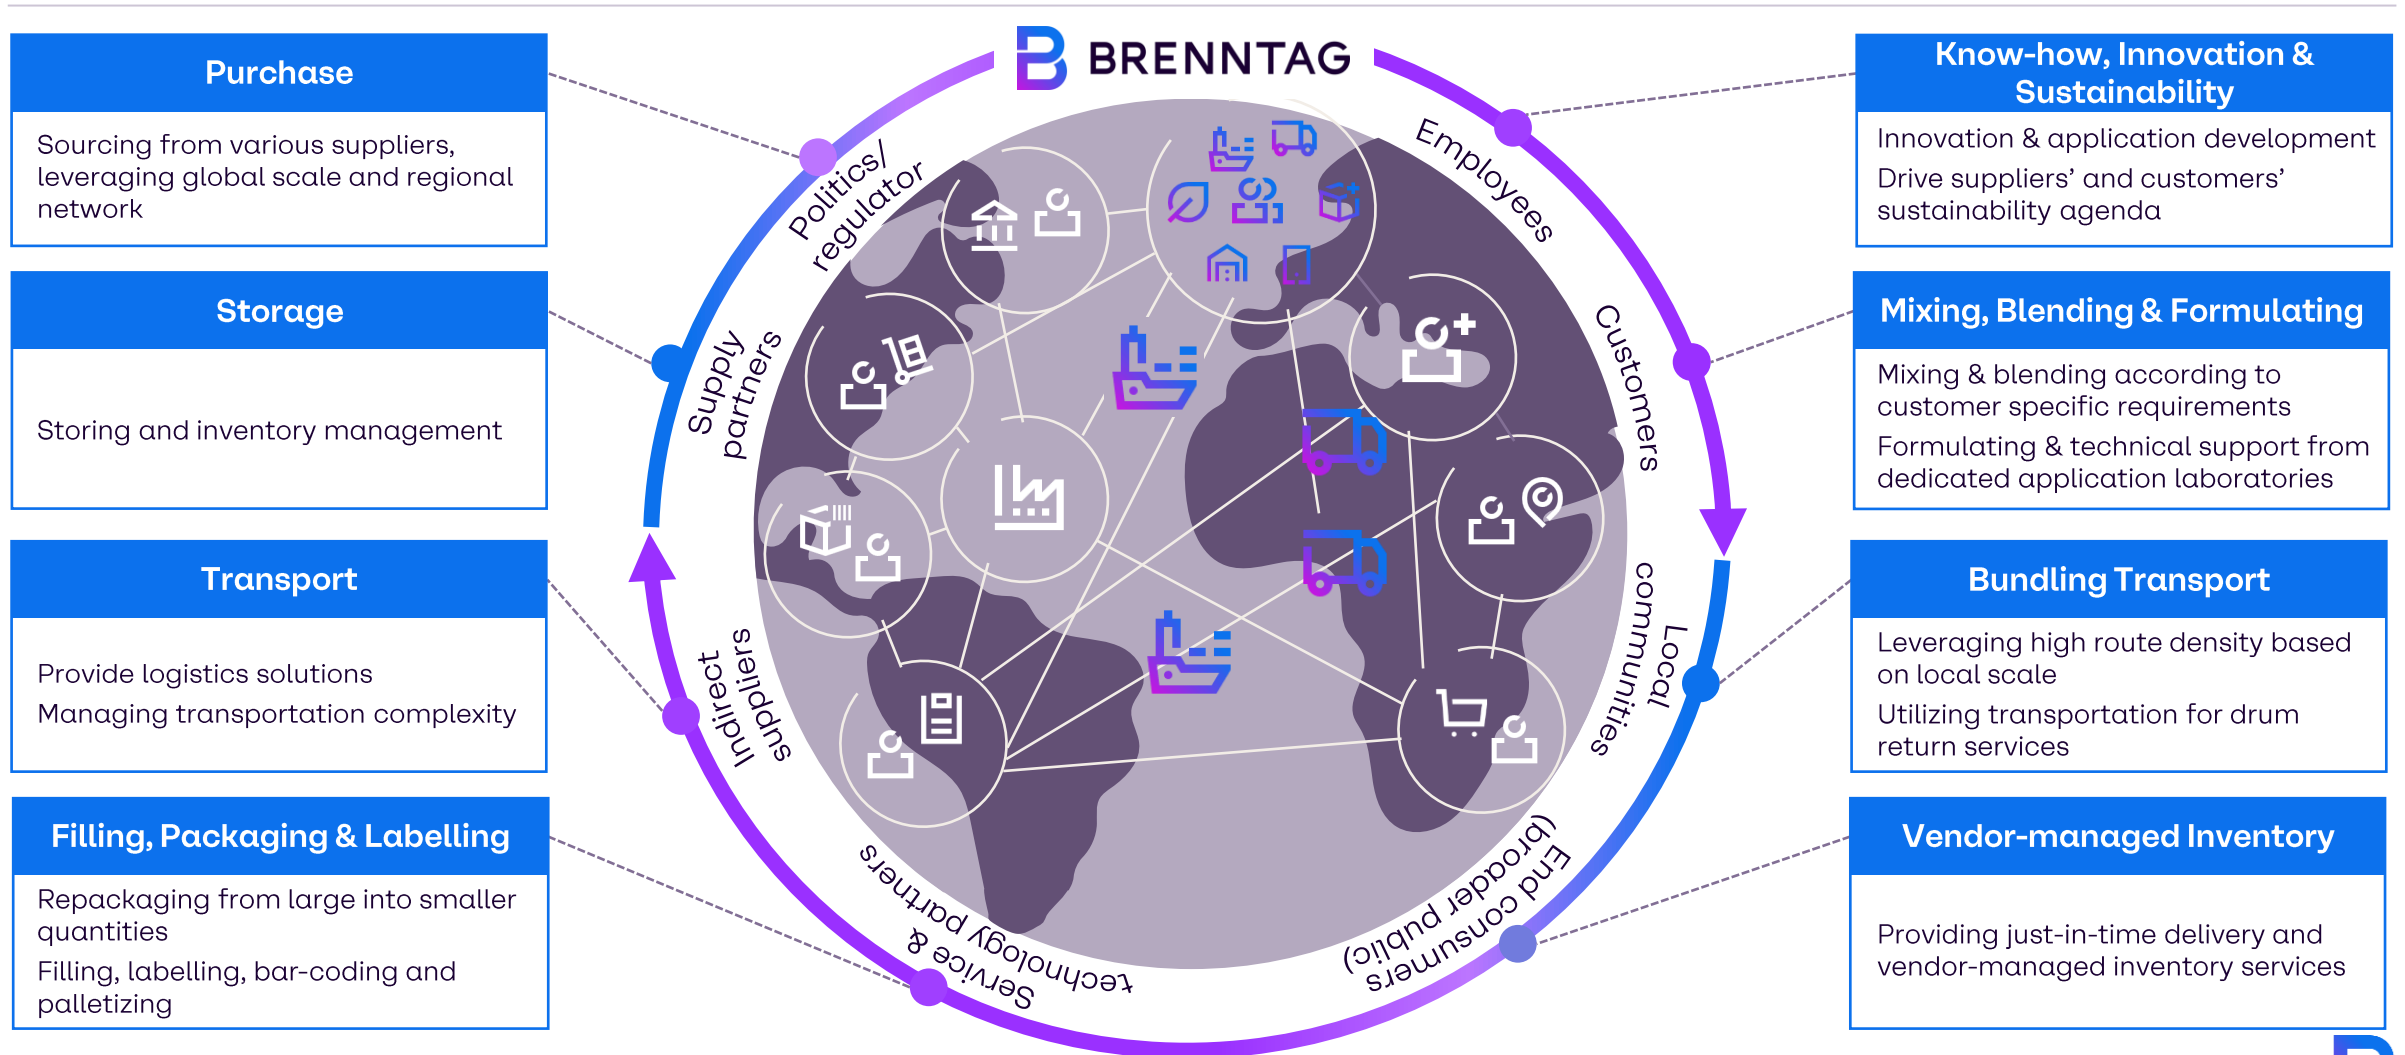 BRENNTAG
Purchase
Sourcing from various suppliers,
leveraging global scale and regional
network
Storage
Storing and inventory management
Transport
Provide logistics solutions
Managing transportation complexity
Filling, Packaging & Labelling
Repackaging from large into smaller
quantities
Filling, labelling, bar-coding and
palletizing
Politics/
regulator
Supply
partners
Indirect
suppliers
Service &
technology partners
Employees
Customers
Local
communities
End consumers
(broader public)
Know-how, Innovation &
Sustainability
Innovation & application development
Drive suppliers’ and customers’
sustainability agenda
Mixing, Blending & Formulating
Mixing & blending according to
customer specific requirements
Formulating & technical support from
dedicated application laboratories
Bundling Transport
Leveraging high route density based
on local scale
Utilizing transportation for drum
return services
Vendor-managed Inventory
Providing just-in-time delivery and
vendor-managed inventory services